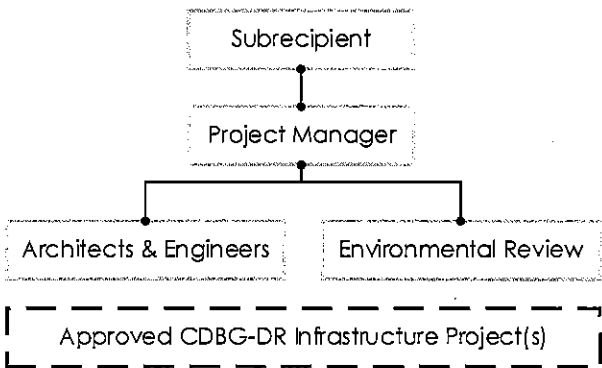 Subrecipient
Project Manager
Architects & Engineers
Environmental Review
Approved CDBG-DR Infrastructure Project(s)